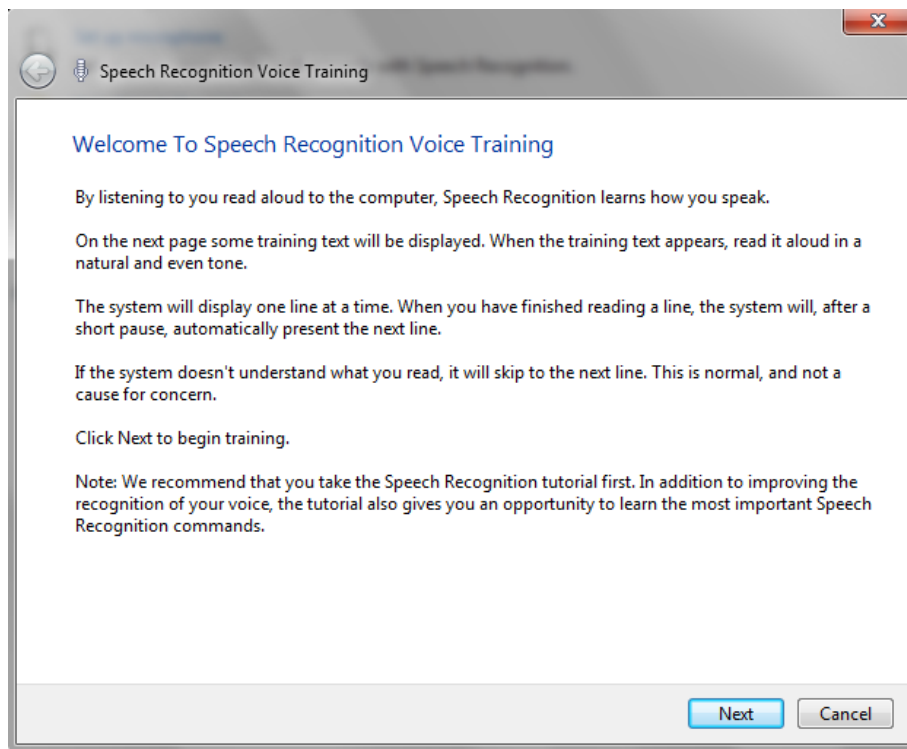 Set up microphone
with Speech Recognition.
Speech Recognition Voice Training
Welcome To Speech Recognition Voice Training
By listening to you read aloud to the computer, Speech Recognition learns how you speak.
On the next page some training text will be displayed. When the training text appears, read it aloud in a
natural and even tone.
The system will display one line at a time. When you have finished reading a line, the system will, after a
short pause, automatically present the next line.
If the system doesn't understand what you read, it will skip to the next line. This is normal, and not a
cause for concern.
Click Next to begin training.
Note: We recommend that you take the Speech Recognition tutorial first. In addition to improving the
recognition of your voice, the tutorial also gives you an opportunity to learn the most important Speech
Recognition commands.
Next
Cancel